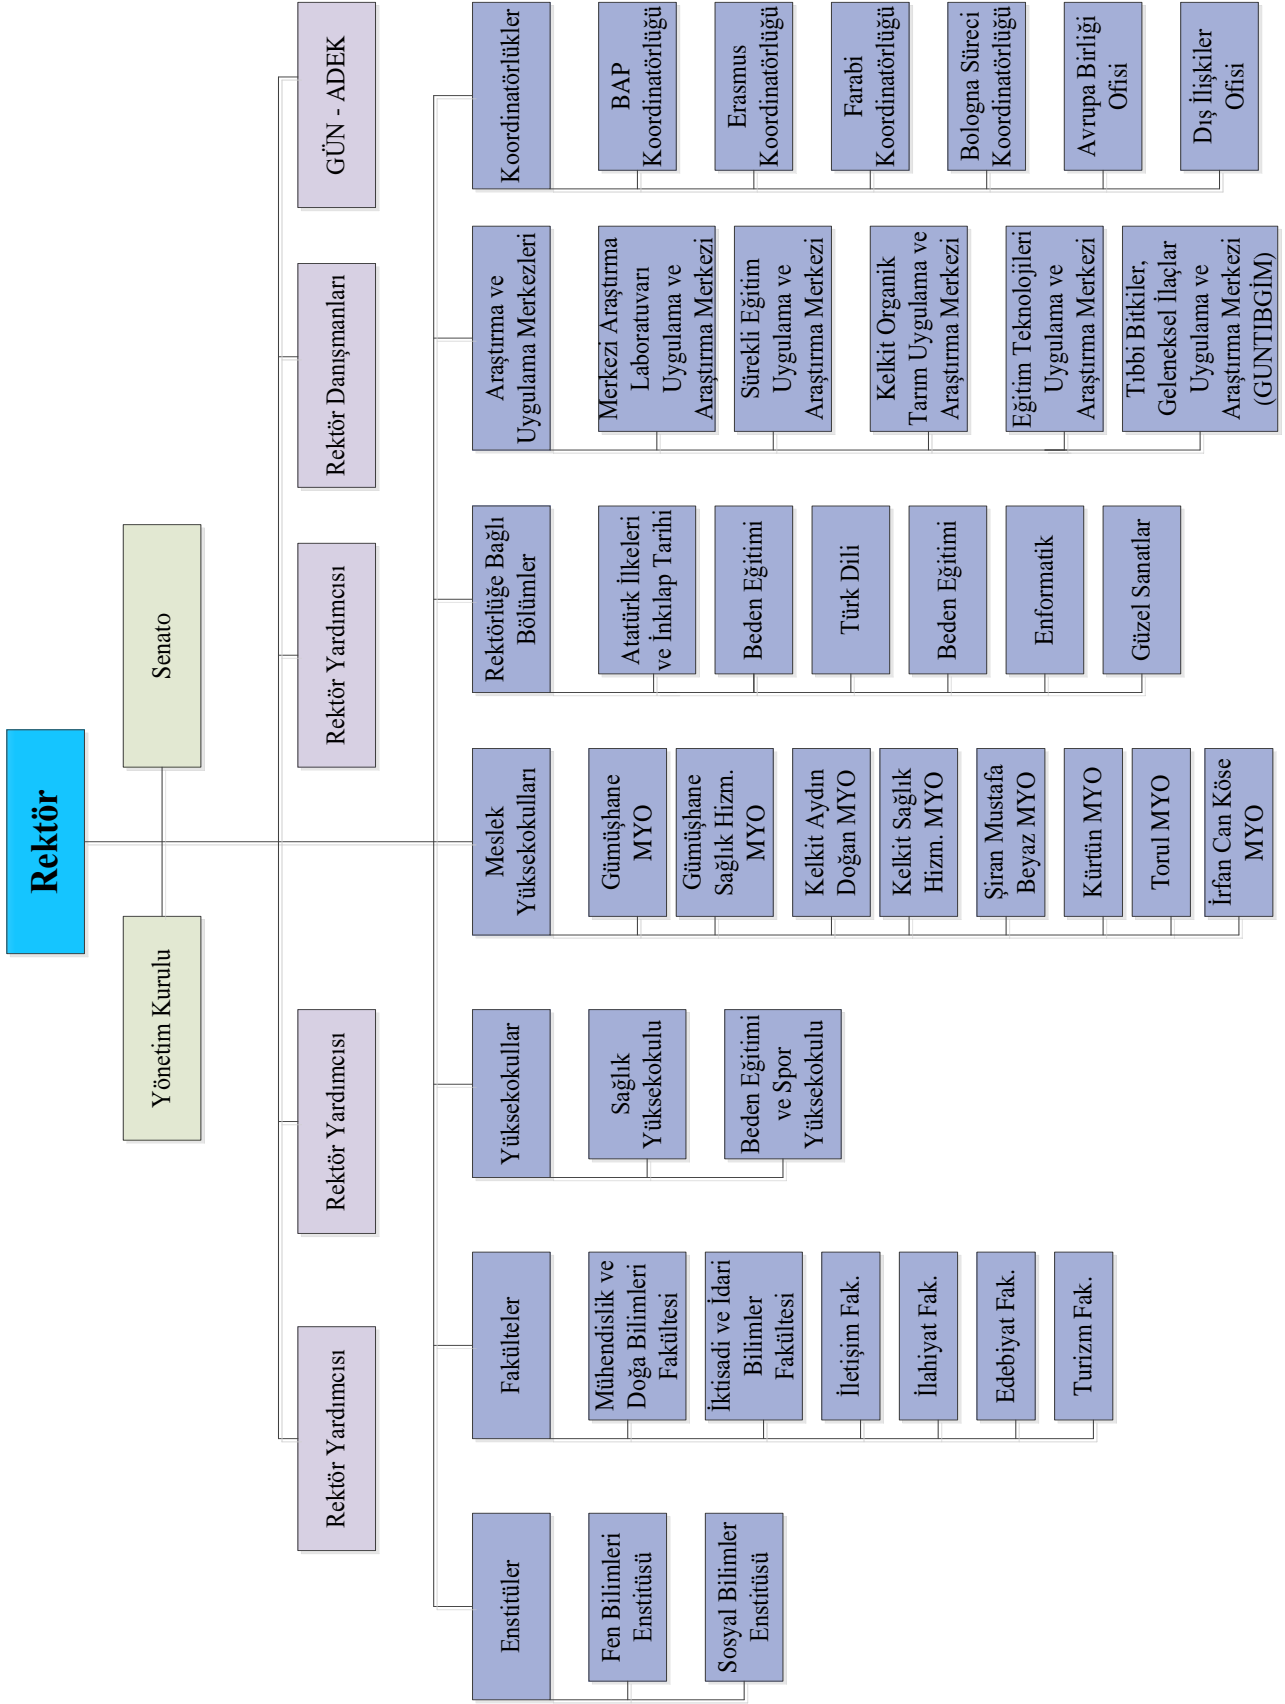 Rektör
Yönetim Kurulu
Senato
Rektör Yardımcısı
Rektör Yardımcısı
Rektör Yardımcısı
Rektör Danışmanları
GÜN - ADEK
Enstitüler
Fen Bilimleri
Enstitüsü
Sosyal Bilimler
Enstitüsü
Fakülteler
Mühendislik ve
Doğa Bilimleri
Fakültesi
İktisadi ve İdari
Bilimler
Fakültesi
İletişim Fak.
İlahiyat Fak.
Edebiyat Fak.
Turizm Fak.
Yüksekokullar
Sağlık
Yüksekokulu
Beden Eğitimi
ve Spor
Yüksekokulu
Meslek
Yüksekokulları
Gümüşhane
MYO
Gümüşhane
Sağlık Hizm.
MYO
Kelkit Aydın
Doğan MYO
Kelkit Sağlık
Hizm. MYO
Şiran Mustafa
Beyaz MYO
Kürtün MYO
Torul MYO
İrfan Can Köse
MYO
Rektörlüğe Bağlı
Bölümler
Atatürk İlkeleri
ve İnkılap Tarihi
Beden Eğitimi
Türk Dili
Beden Eğitimi
Enformatik
Güzel Sanatlar
Araştırma ve
Uygulama Merkezleri
Merkezi Araştırma
Laboratuvarı
Uygulama ve
Araştırma Merkezi
Sürekli Eğitim
Uygulama ve
Araştırma Merkezi
Kelkit Organik
Tarım Uygulama ve
Araştırma Merkezi
Eğitim Teknolojileri
Uygulama ve
Araştırma Merkezi
Tıbbi Bitkiler,
Geleneksel İlaçlar
Uygulama ve
Araştırma Merkezi
(GUNTIBGİM)
Koordinatörlükler
BAP
Koordinatörlüğü
Erasmus
Koordinatörlüğü
Farabi
Koordinatörlüğü
Bologna Süreci
Koordinatörlüğü
Avrupa Birliği
Ofisi
Dış İlişkiler
Ofisi